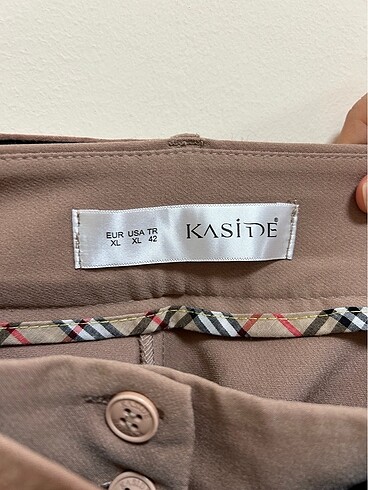 EUR USA TR
XL XL 42
KASİDE®